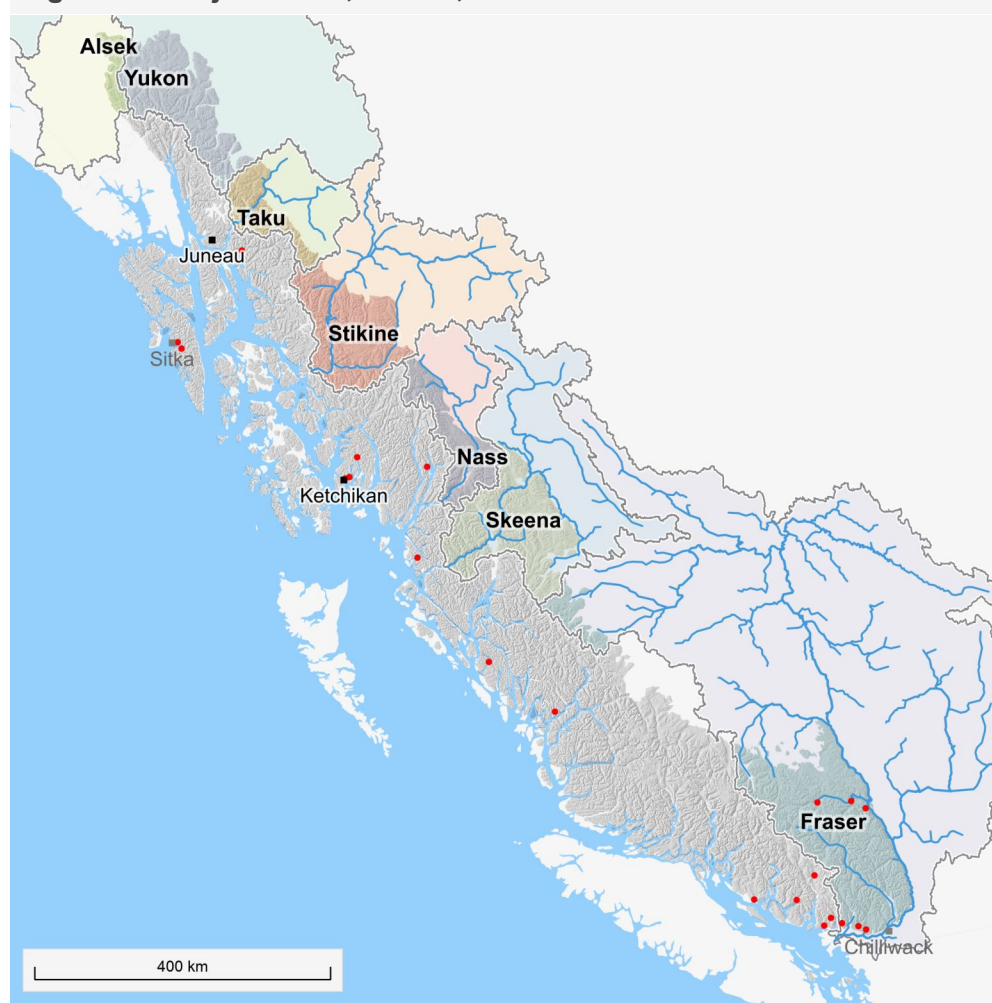 Alsek
Yukon
Taku
Juneau
Stikine
Sitka
Nass
Ketchikan
Skeena
Fraser
Chilliwack
400 km